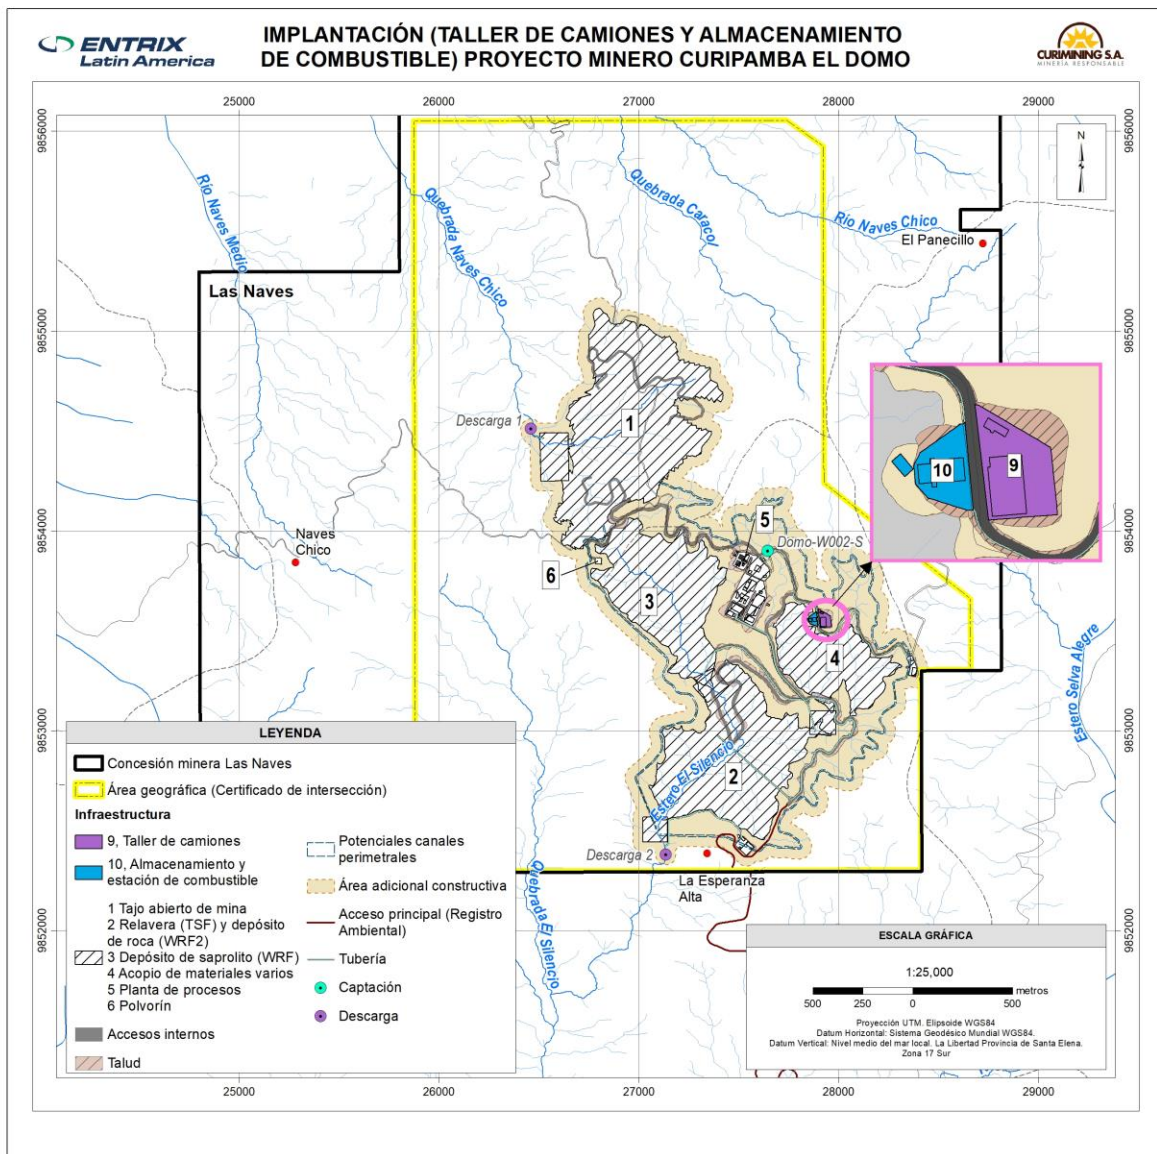 ENTRIX
Latin America
IMPLANTACIÓN (TALLER DE CAMIONES Y ALMACENAMIENTO
DE COMBUSTIBLE) PROYECTO MINERO CURIPAMBA EL DOMO
CURIMINING S.A.
MINERÍA RESPONSABLE
25000
26000
27000
28000
29000
9856000
9856000
N
Río Naves Medio
Quebrada Naves Chico
Quebrada Caracol
Río Naves Chico
El Panecillo
Las Naves
9855000
9855000
Descarga 1
1
10
9
9854000
9854000
5
Domo-W002-S
Naves
Chico
6
3
4
Estero Selva Alegre
9853000
9853000
2
Estero El Silencio
Descarga 2
La Esperanza
Alta
Quebrada El Silencio
9852000
9852000
LEYENDA
Concesión minera Las Naves
Área geográfica (Certificado de intersección)
Infraestructura
9, Taller de camiones
10, Almacenamiento y
estación de combustible
1 Tajo abierto de mina
2 Relavera (TSF) y depósito
de roca (WRF2)
3 Depósito de saprolito (WRF)
4 Acopio de materiales varios
5 Planta de procesos
6 Polvorín
Accesos internos
Talud
Potenciales canales
perimetrales
Área adicional constructiva
Acceso principal (Registro
Ambiental)
Tubería
Captación
Descarga
ESCALA GRÁFICA
1:25,000
500 250 0 500 metros
Proyección UTM. Elipsoide WGS84
Datum Horizontal: Sistema Geodésico Mundial WGS84.
Datum Vertical: Nivel medio del mar local. La Libertad Provincia de Santa Elena.
Zona 17 Sur
25000
26000
27000
28000
29000